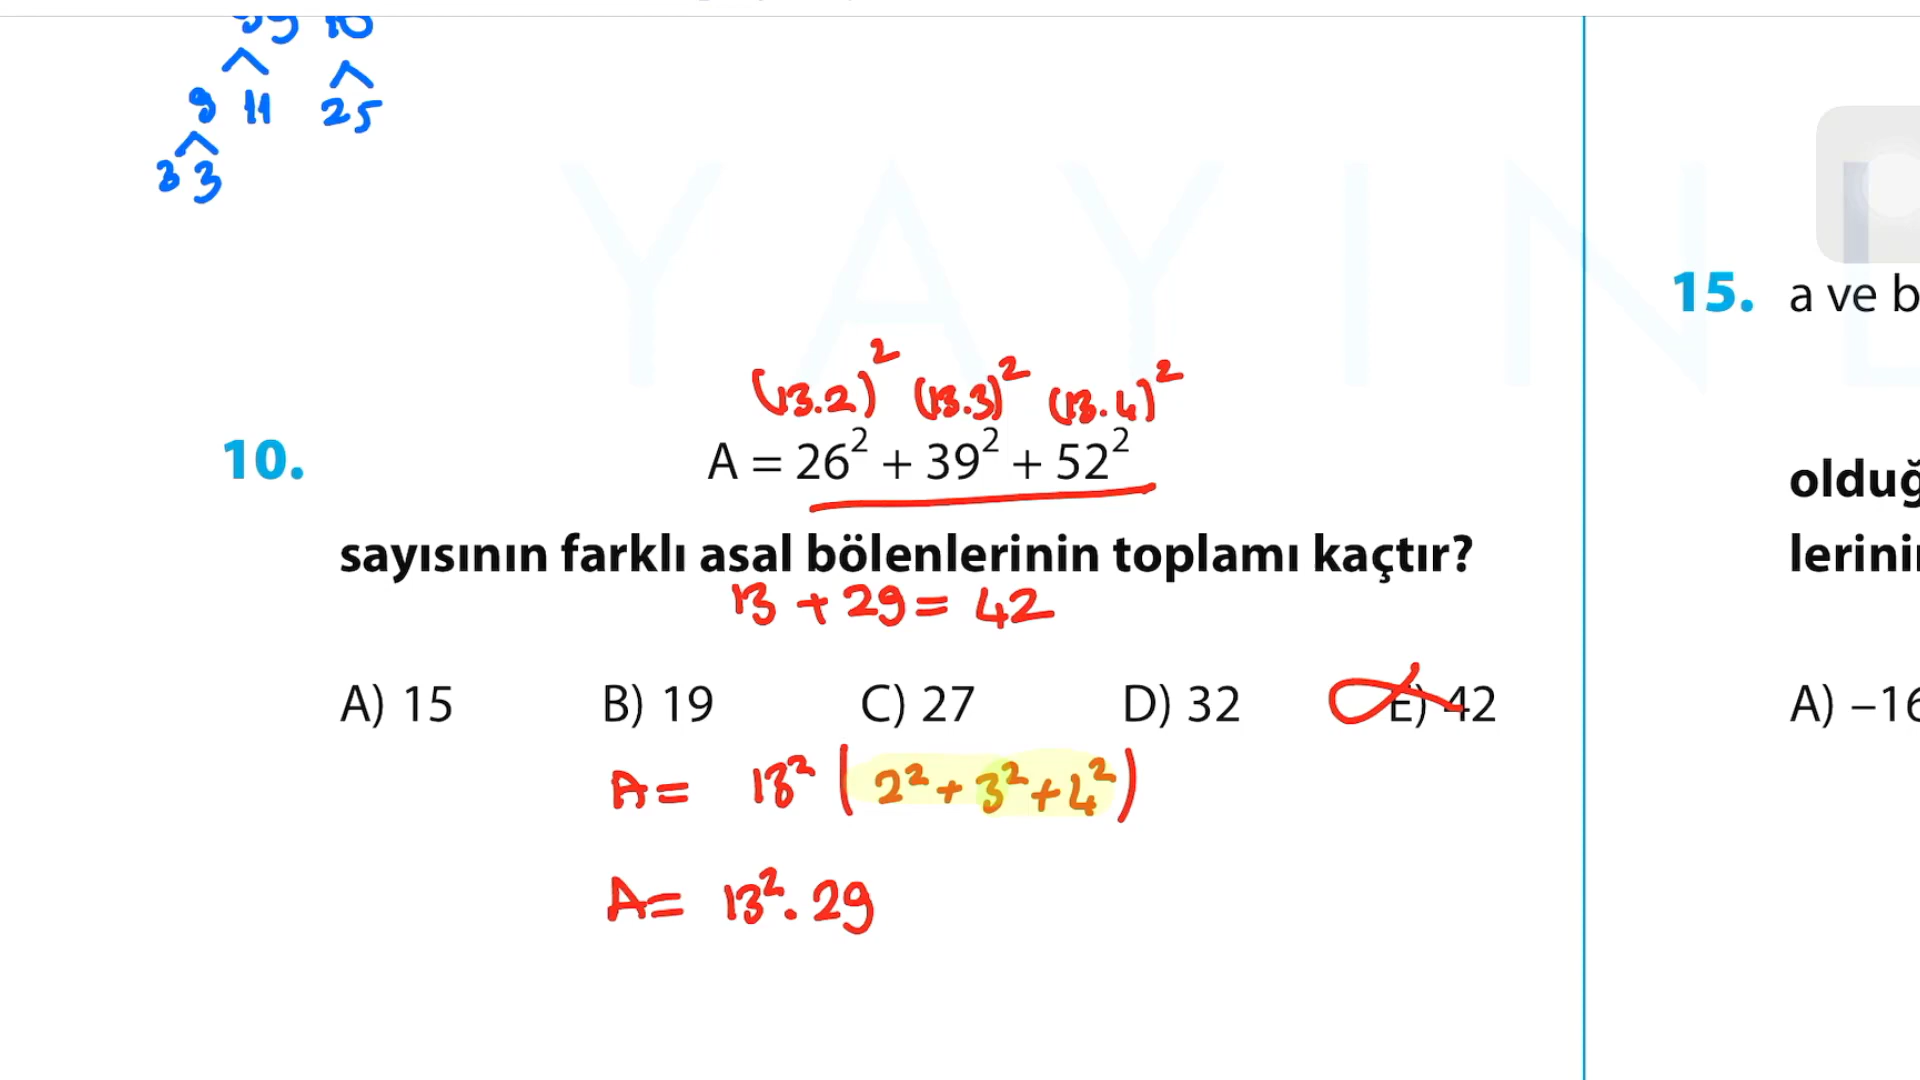 9 11 25
3 3
YAYIN
(13.2)² (13.3)² (13.4)²
10. A = 26² + 39² + 52²
sayısının farklı asal bölenlerinin toplamı kaçtır?
13 + 29 = 42
A) 15 B) 19 C) 27 D) 32 E) 42
A = 13² (2² + 3² + 4²)
A = 13² . 29
15. a ve b
olduğ
lerini
A) –16